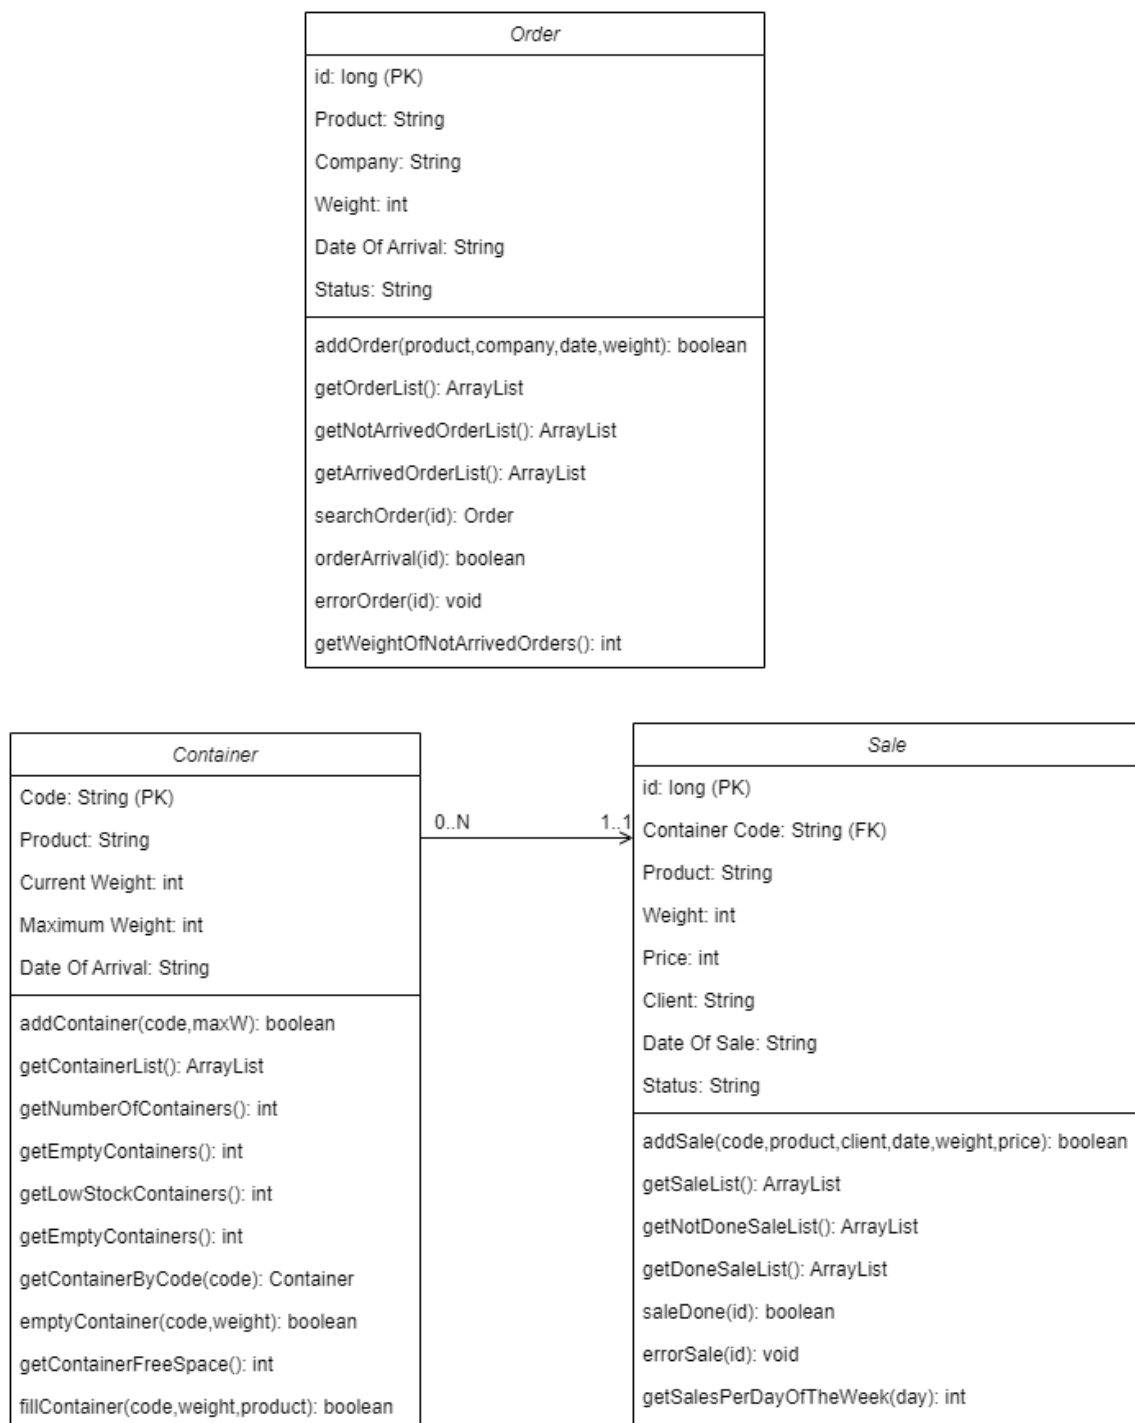 Order
id: long (PK)
Product: String
Company: String
Weight: int
Date Of Arrival: String
Status: String
addOrder(product,company,date,weight): boolean
getOrderList(): ArrayList
getNotArrivedOrderList(): ArrayList
getArrivedOrderList(): ArrayList
searchOrder(id): Order
orderArrival(id): boolean
errorOrder(id): void
getWeightOfNotArrivedOrders(): int
Container
Code: String (PK)
Product: String
Current Weight: int
Maximum Weight: int
Date Of Arrival: String
addContainer(code,maxW): boolean
getContainerList(): ArrayList
getNumberOfContainers(): int
getEmptyContainers(): int
getLowStockContainers(): int
getEmptyContainers(): int
getContainerByCode(code): Container
emptyContainer(code,weight): boolean
getContainerFreeSpace(): int
fillContainer(code,weight,product): boolean
0..N
1..1
Sale
id: long (PK)
Container Code: String (FK)
Product: String
Weight: int
Price: int
Client: String
Date Of Sale: String
Status: String
addSale(code,product,client,date,weight,price): boolean
getSaleList(): ArrayList
getNotDoneSaleList(): ArrayList
getDoneSaleList(): ArrayList
saleDone(id): boolean
errorSale(id): void
getSalesPerDayOfTheWeek(day): int